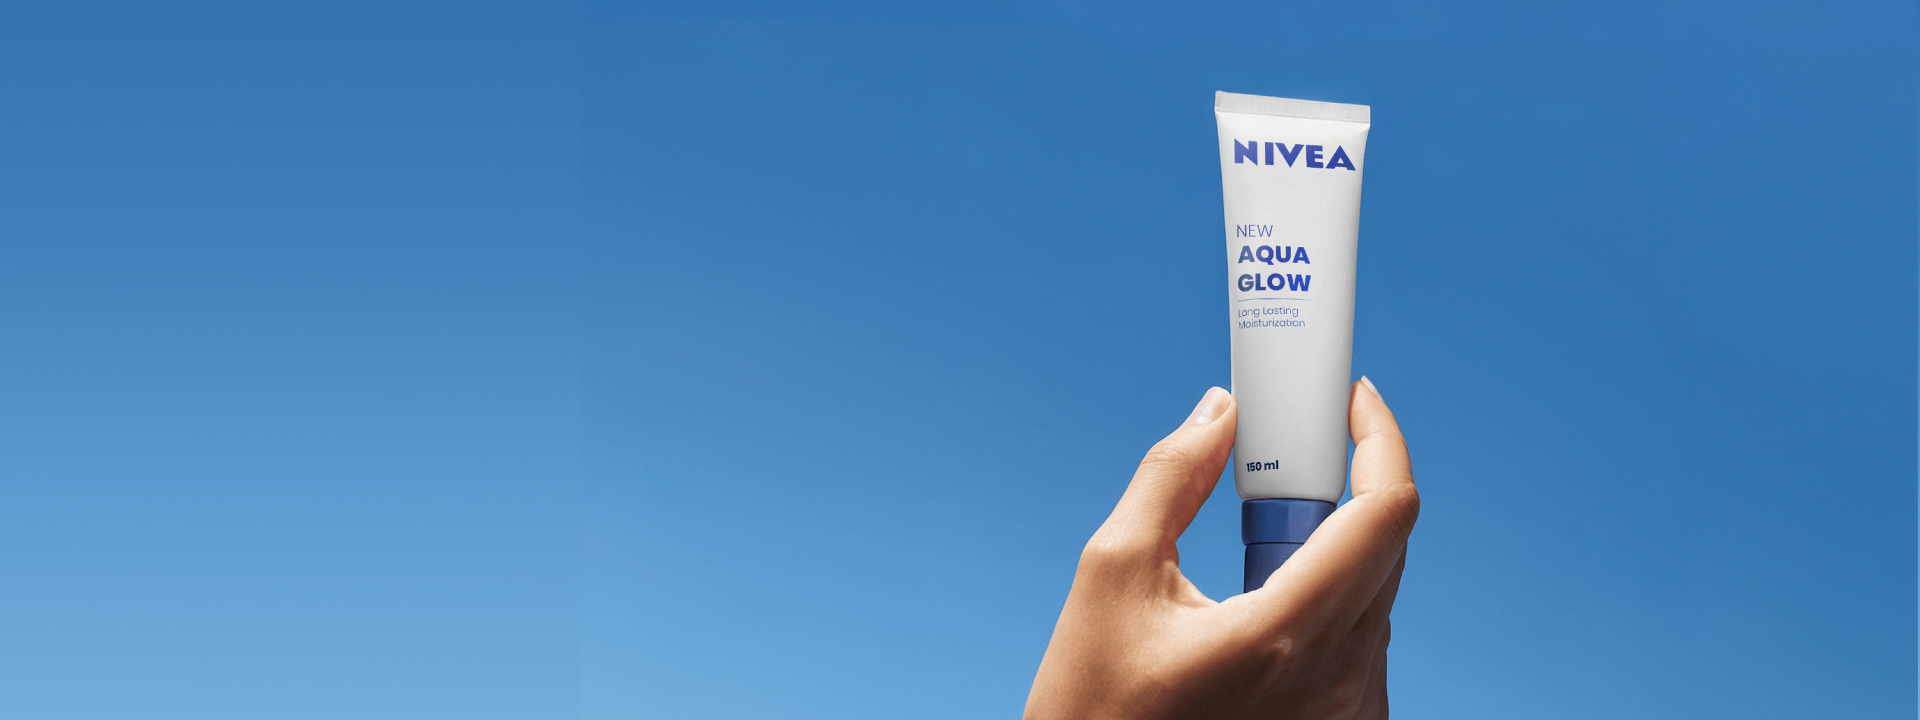 NIVEA
NEW
AQUA
GLOW
Long Lasting
Moisturization
150 ml